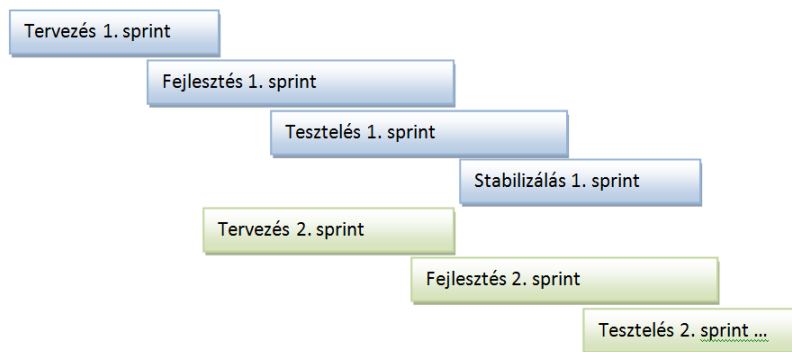 Tervezés 1. sprint
Fejlesztés 1. sprint
Tesztelés 1. sprint
Stabilizálás 1. sprint
Tervezés 2. sprint
Fejlesztés 2. sprint
Tesztelés 2. sprint ...